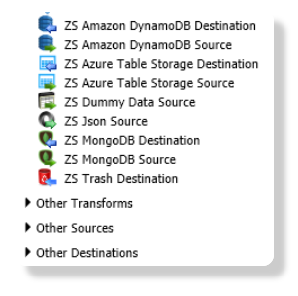 ZS Amazon DynamoDB Destination
ZS Amazon DynamoDB Source
ZS Azure Table Storage Destination
ZS Azure Table Storage Source
ZS Dummy Data Source
ZS Json Source
ZS MongoDB Destination
ZS MongoDB Source
ZS Trash Destination
Other Transforms
Other Sources
Other Destinations